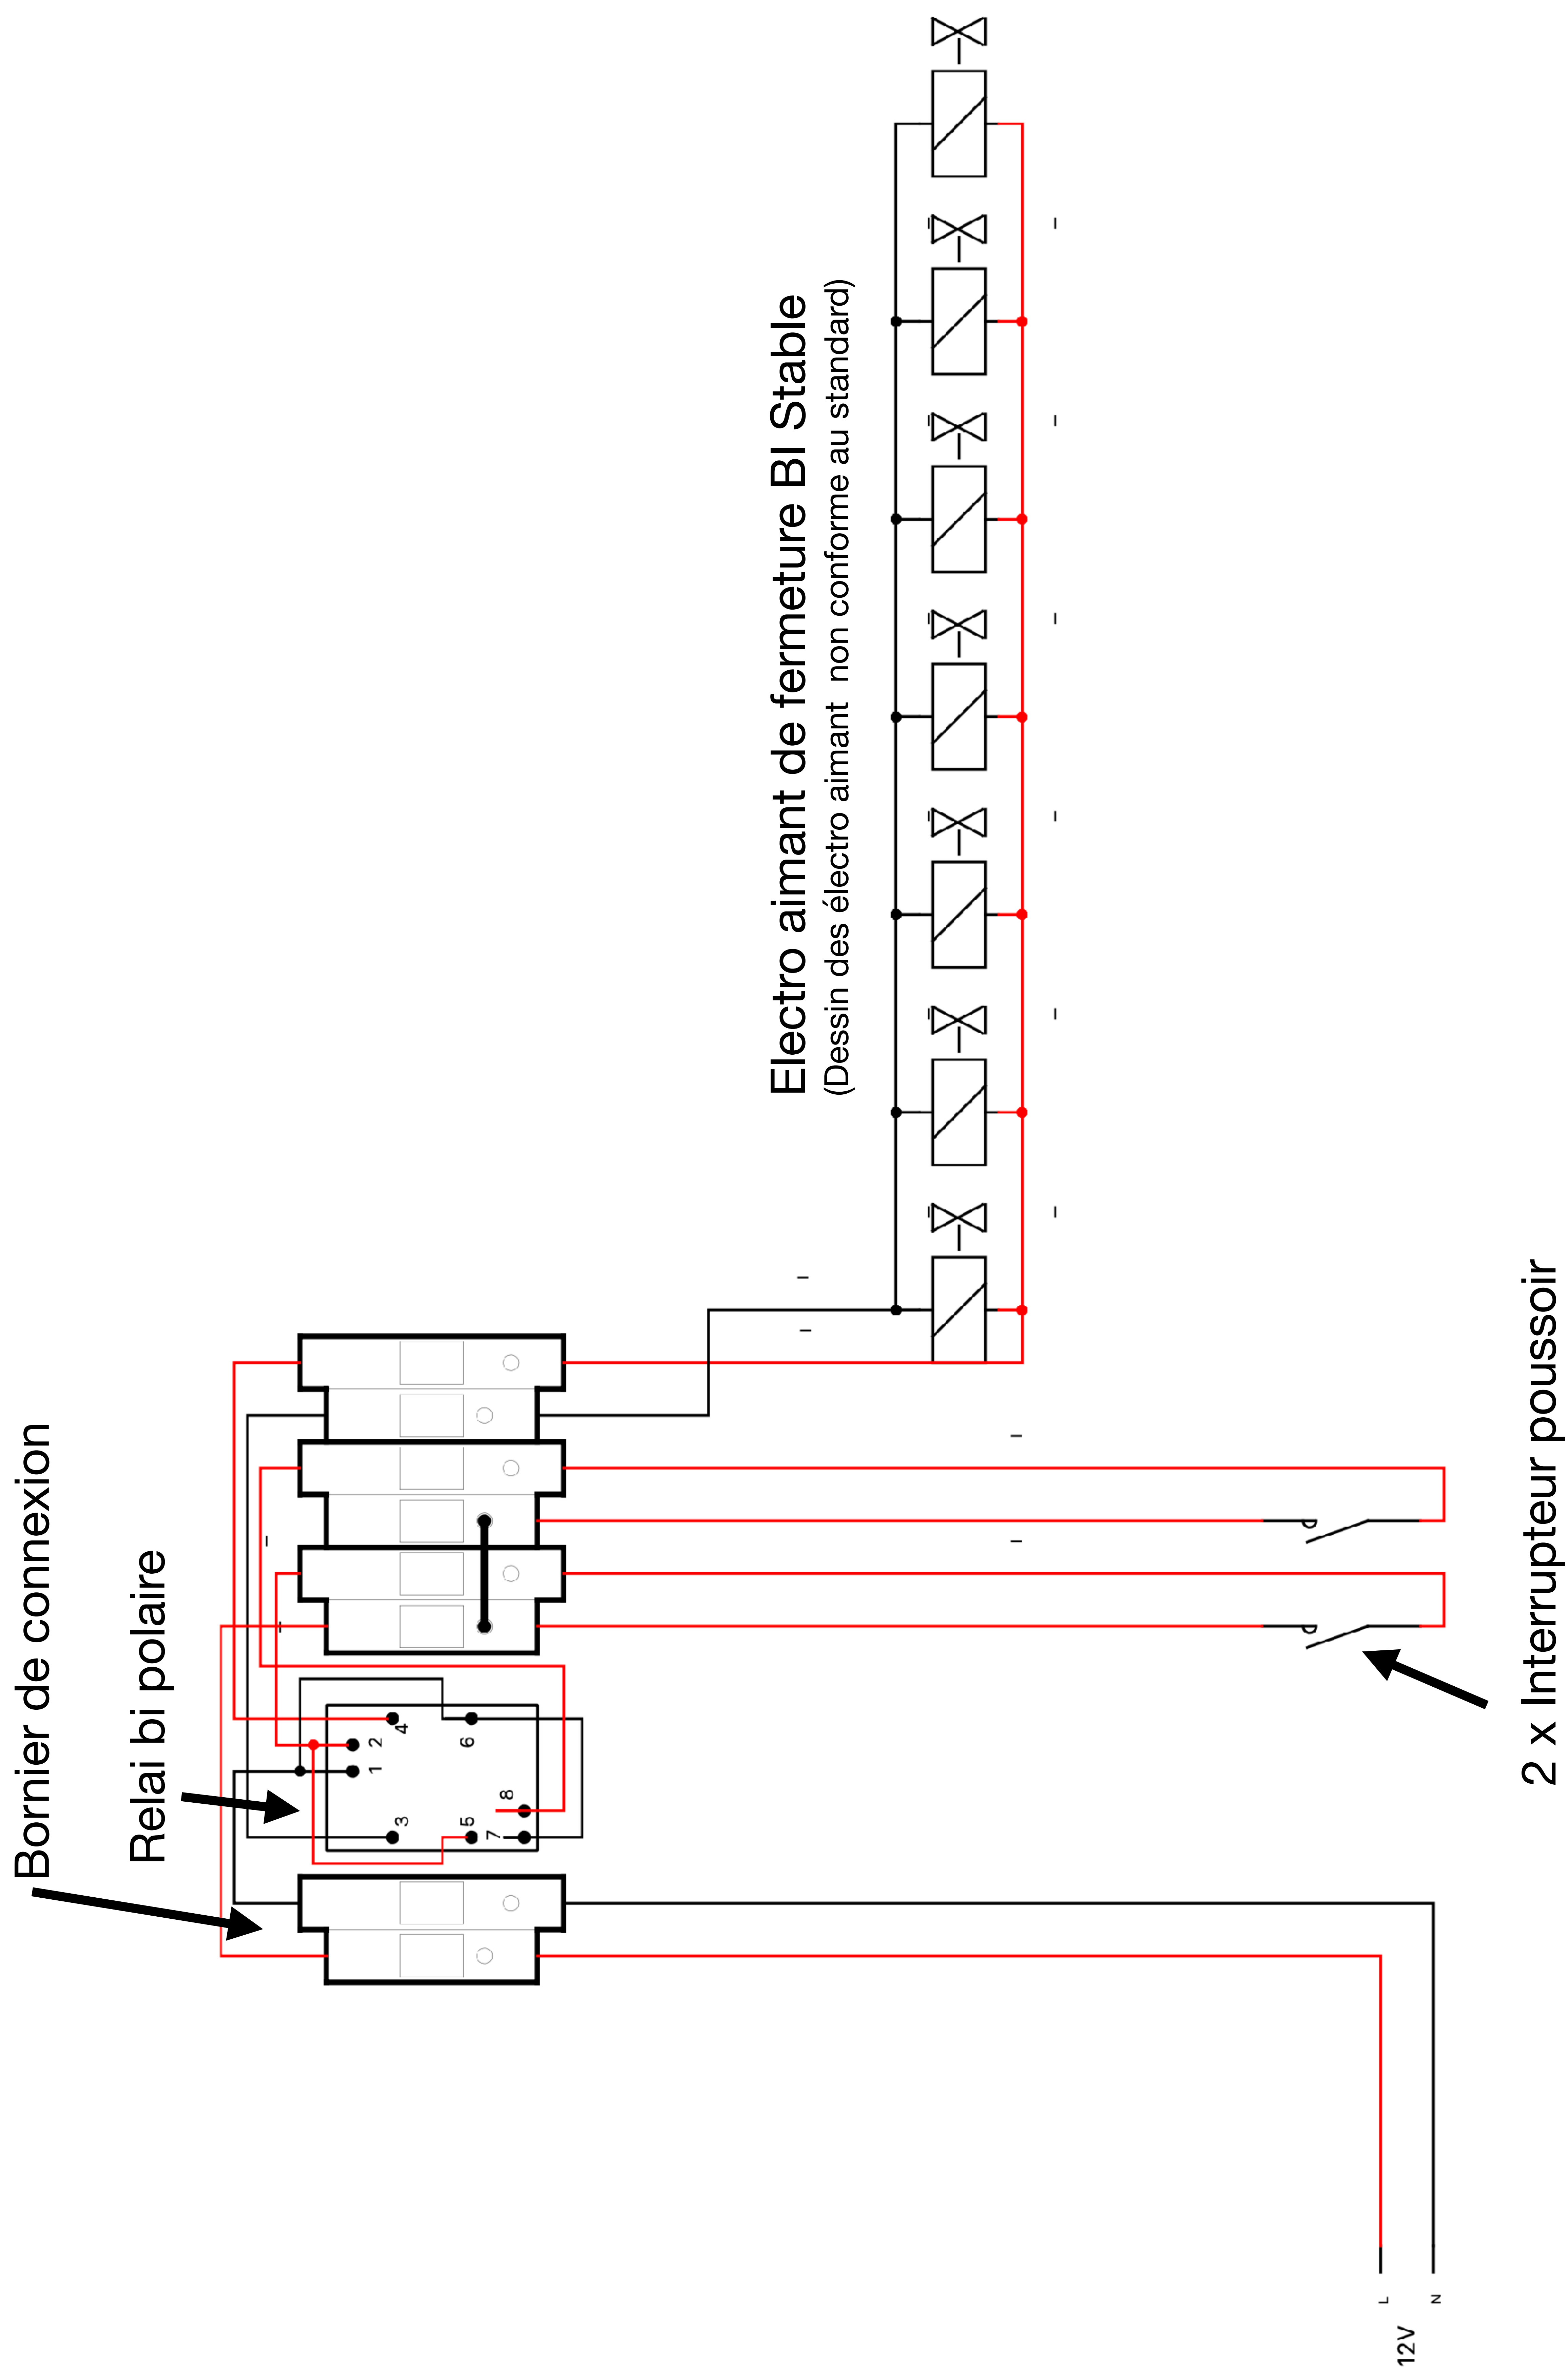 Bornier de connexion
Relai bi polaire
Electro aimant de fermeture BI Stable
(Dessin des électro aimant non conforme au standard)
3
1
2
4
5
6
7
8
2 x Interrupteur poussoir
L
12V
N